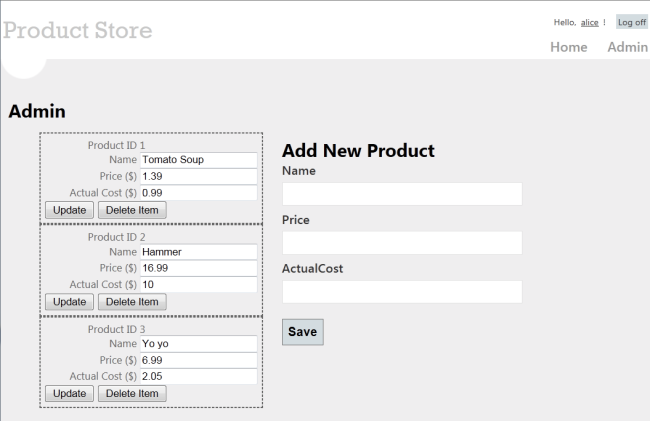 Product Store
Hello, alice ! Log off
Home Admin
Admin
Product ID 1
Name Tomato Soup
Price ($) 1.39
Actual Cost ($) 0.99
Update Delete Item
Product ID 2
Name Hammer
Price ($) 16.99
Actual Cost ($) 10
Update Delete Item
Product ID 3
Name Yo yo
Price ($) 6.99
Actual Cost ($) 2.05
Update Delete Item
Add New Product
Name
Price
ActualCost
Save